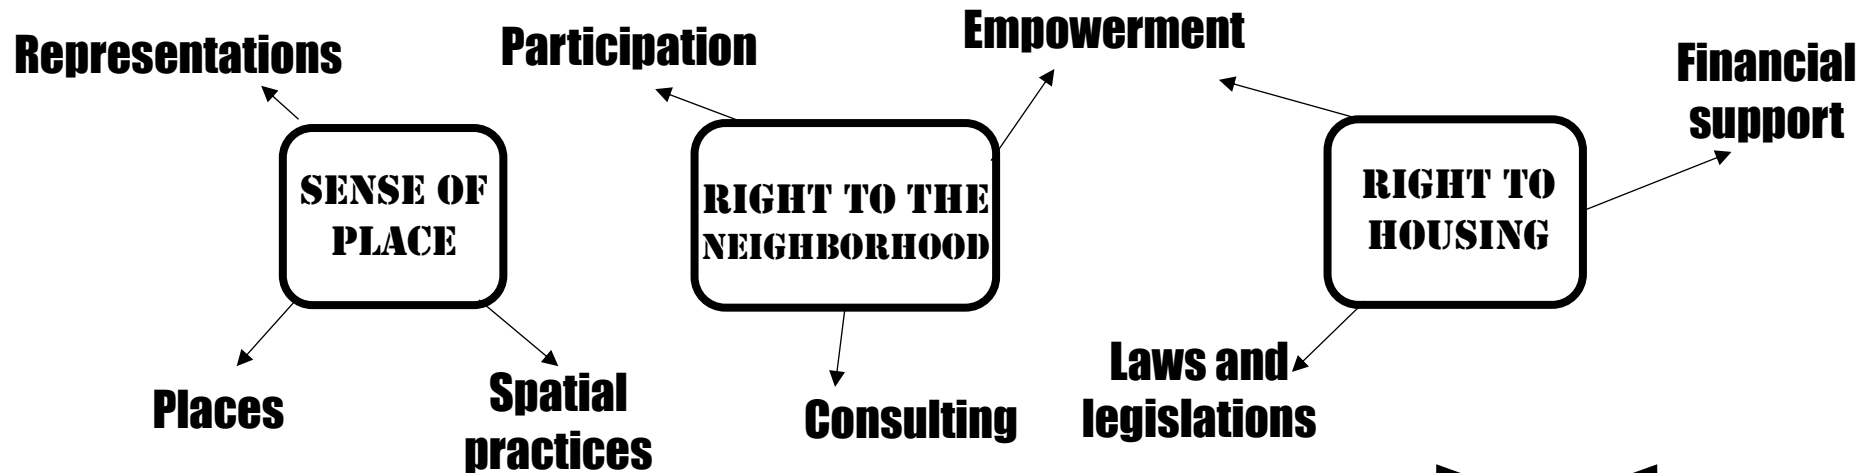 Representations
Participation
Empowerment
Financial
support
SENSE OF
PLACE
RIGHT TO THE
NEIGHBORHOOD
RIGHT TO
HOUSING
Places
Spatial
practices
Consulting
Laws and
legislations